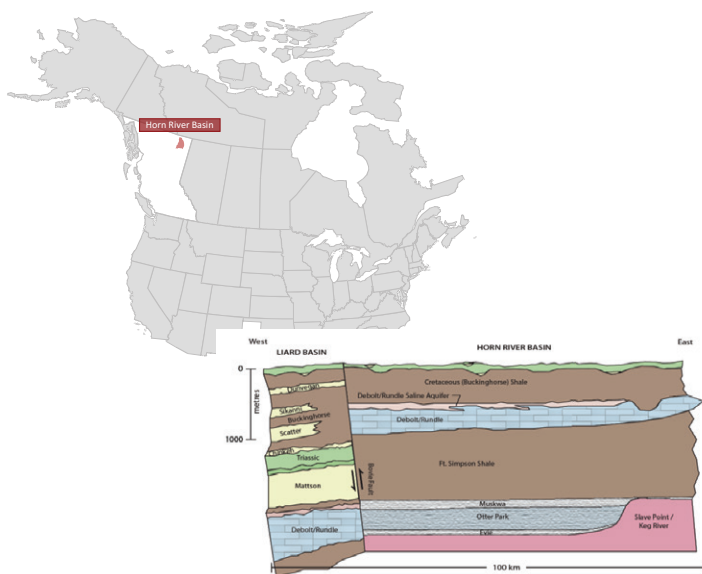 Horn River Basin
West
LIARD BASIN
HORN RIVER BASIN
East
0
metres
1000
Dunvegan
Sikanni
Buckinghorse
Scatter
Triassic
Mattson
Debolt/Rundle
Bovie Fault
Cretaceous (Buckinghorse) Shale
Debolt/Rundle Saline Aquifer
Debolt/Rundle
Ft. Simpson Shale
Muskwa
Otter Park
Evie
Slave Point /
Keg River
100 km